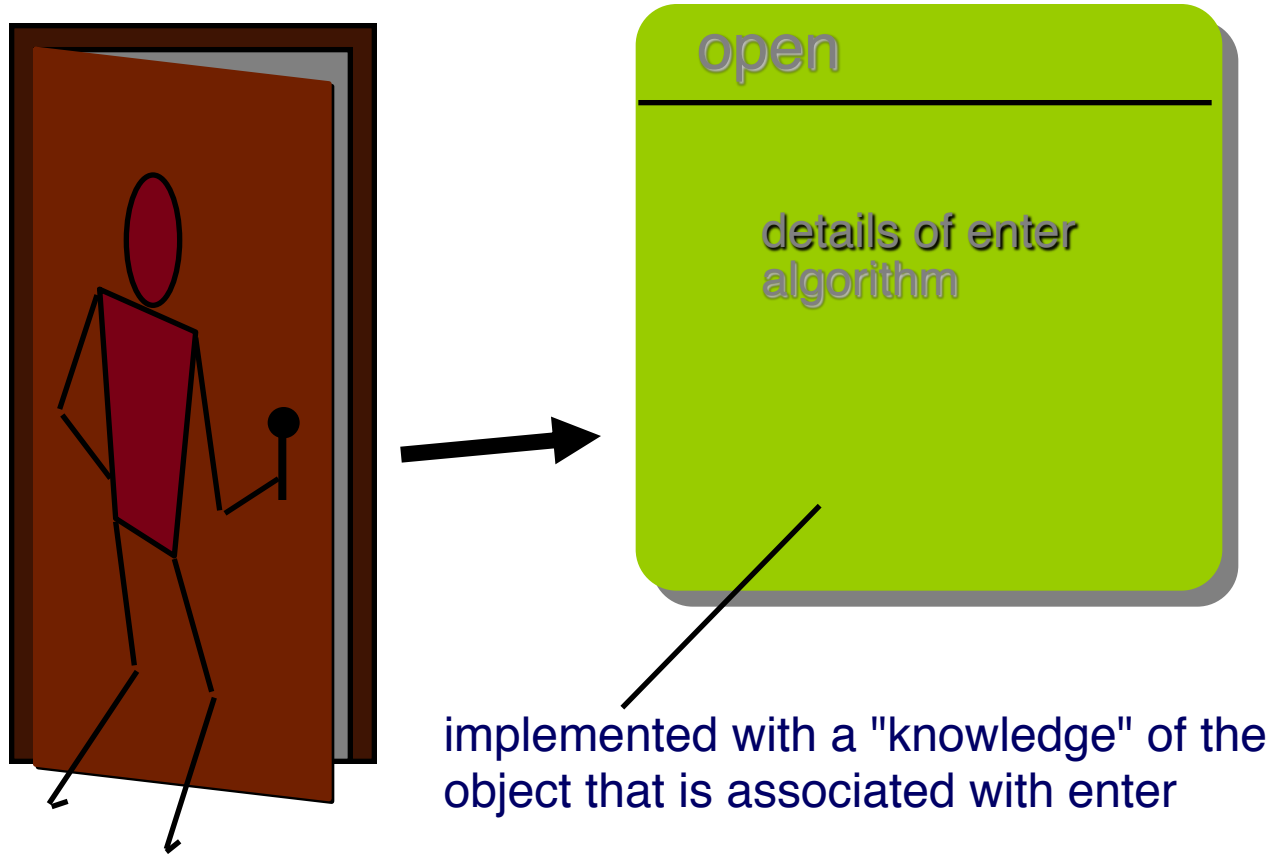 open
details of enter
algorithm
implemented with a "knowledge" of the
object that is associated with enter